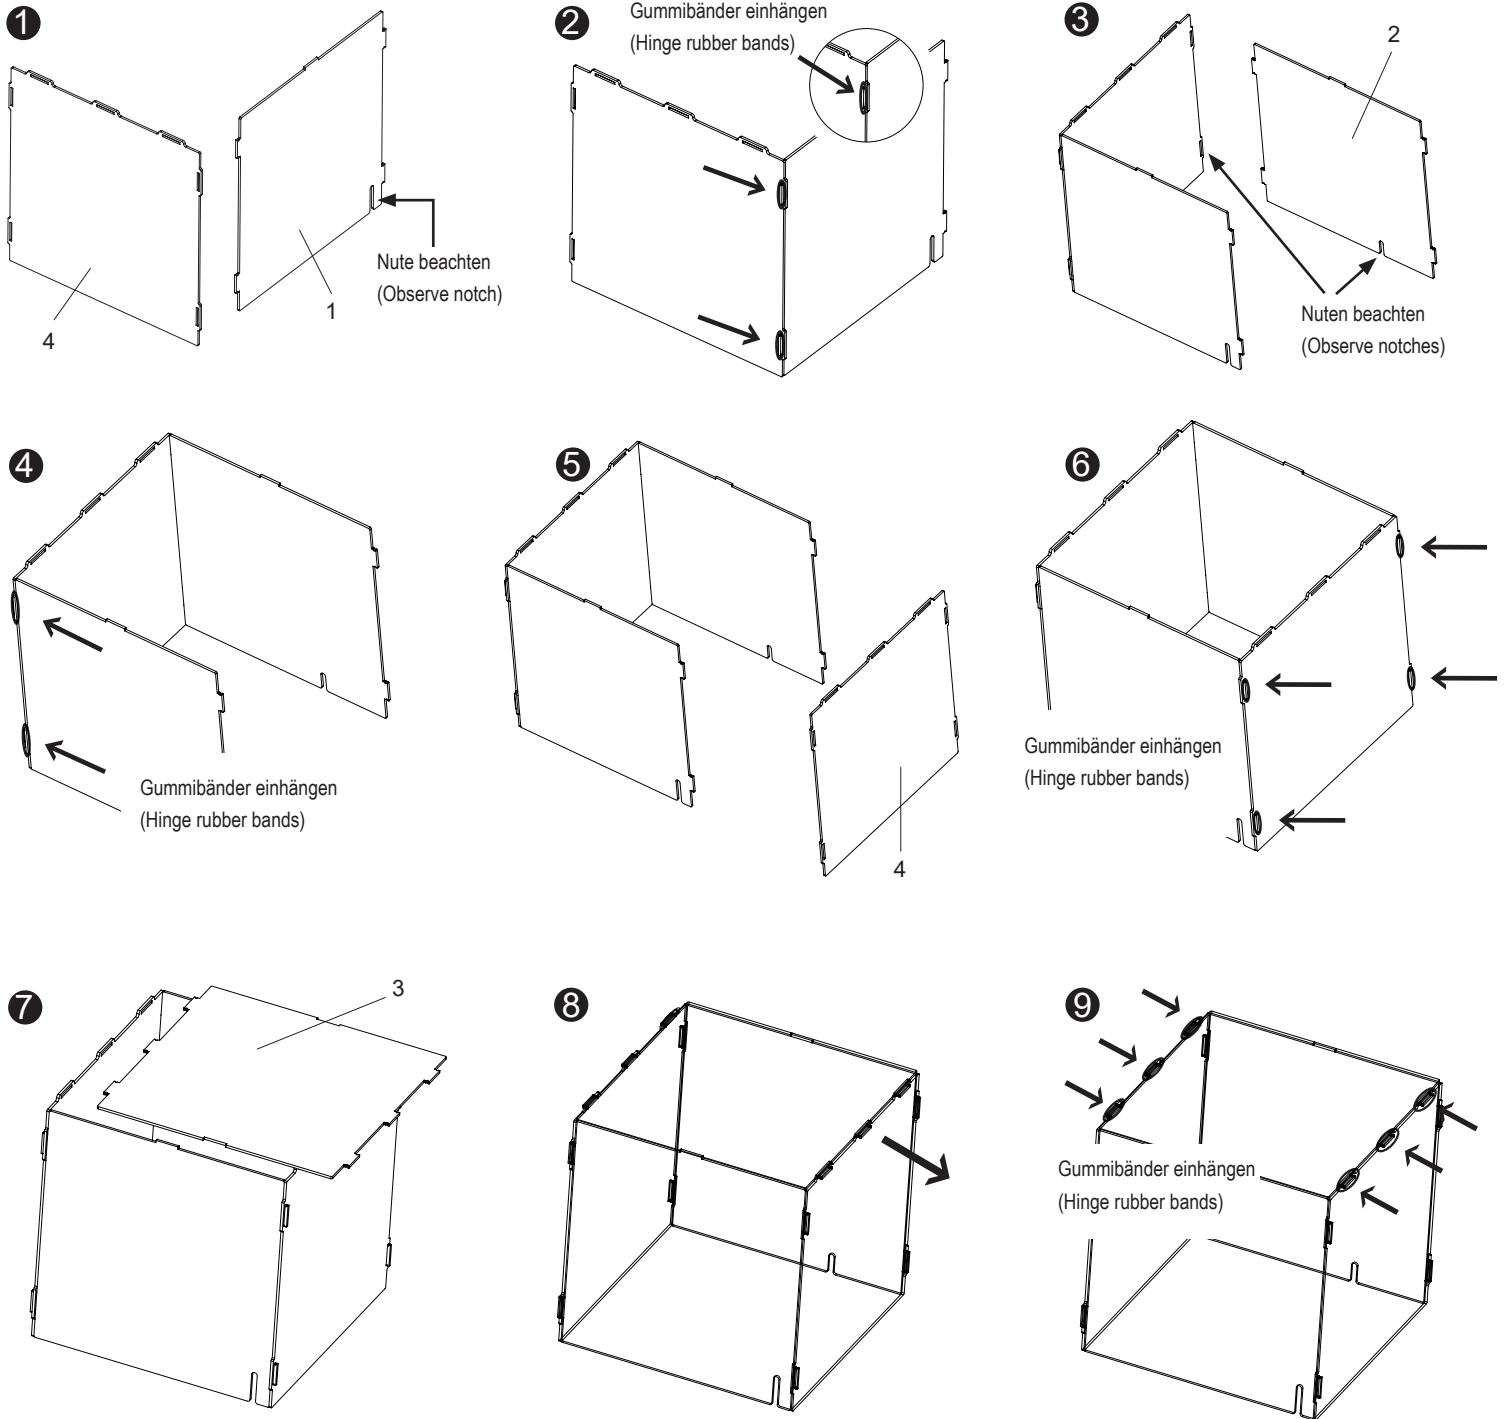 1
4
1
Nute beachten
(Observe notch)
2
Gummibänder einhängen
(Hinge rubber bands)
3
2
Nuten beachten
(Observe notches)
4
Gummibänder einhängen
(Hinge rubber bands)
5
4
6
Gummibänder einhängen
(Hinge rubber bands)
7
3
8
9
Gummibänder einhängen
(Hinge rubber bands)